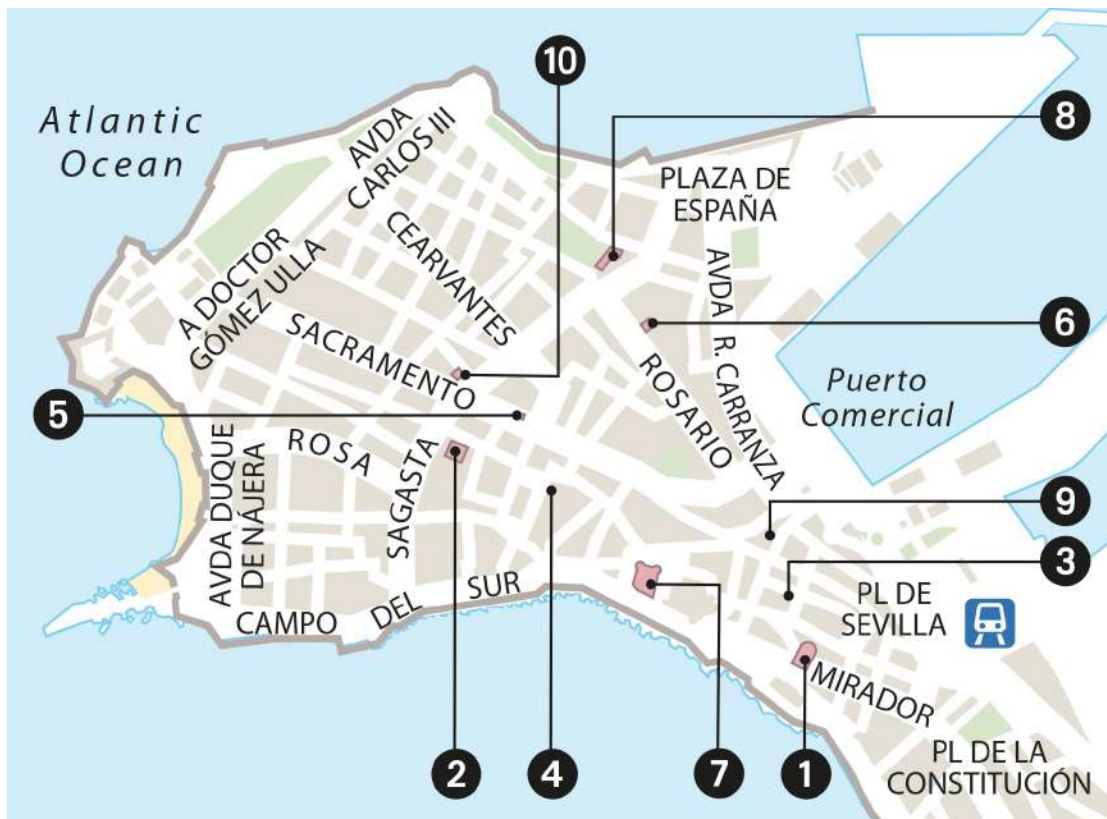 10
Atlantic
Ocean
AVDA
CARLOS III
8
PLAZA DE
ESPAÑA
CEARVANTES
A DOCTOR
GÓMEZ ULLA
AVDA R. CARRANZA
6
SACRAMENTO
ROSARIO
Puerto
Comercial
5
ROSA
SAGASTA
AVDA DUQUE
DE NÁJERA
9
3
PL DE
SEVILLA
CAMPO DEL SUR
MIRADOR
PL DE LA
CONSTITUCIÓN
2
4
7
1